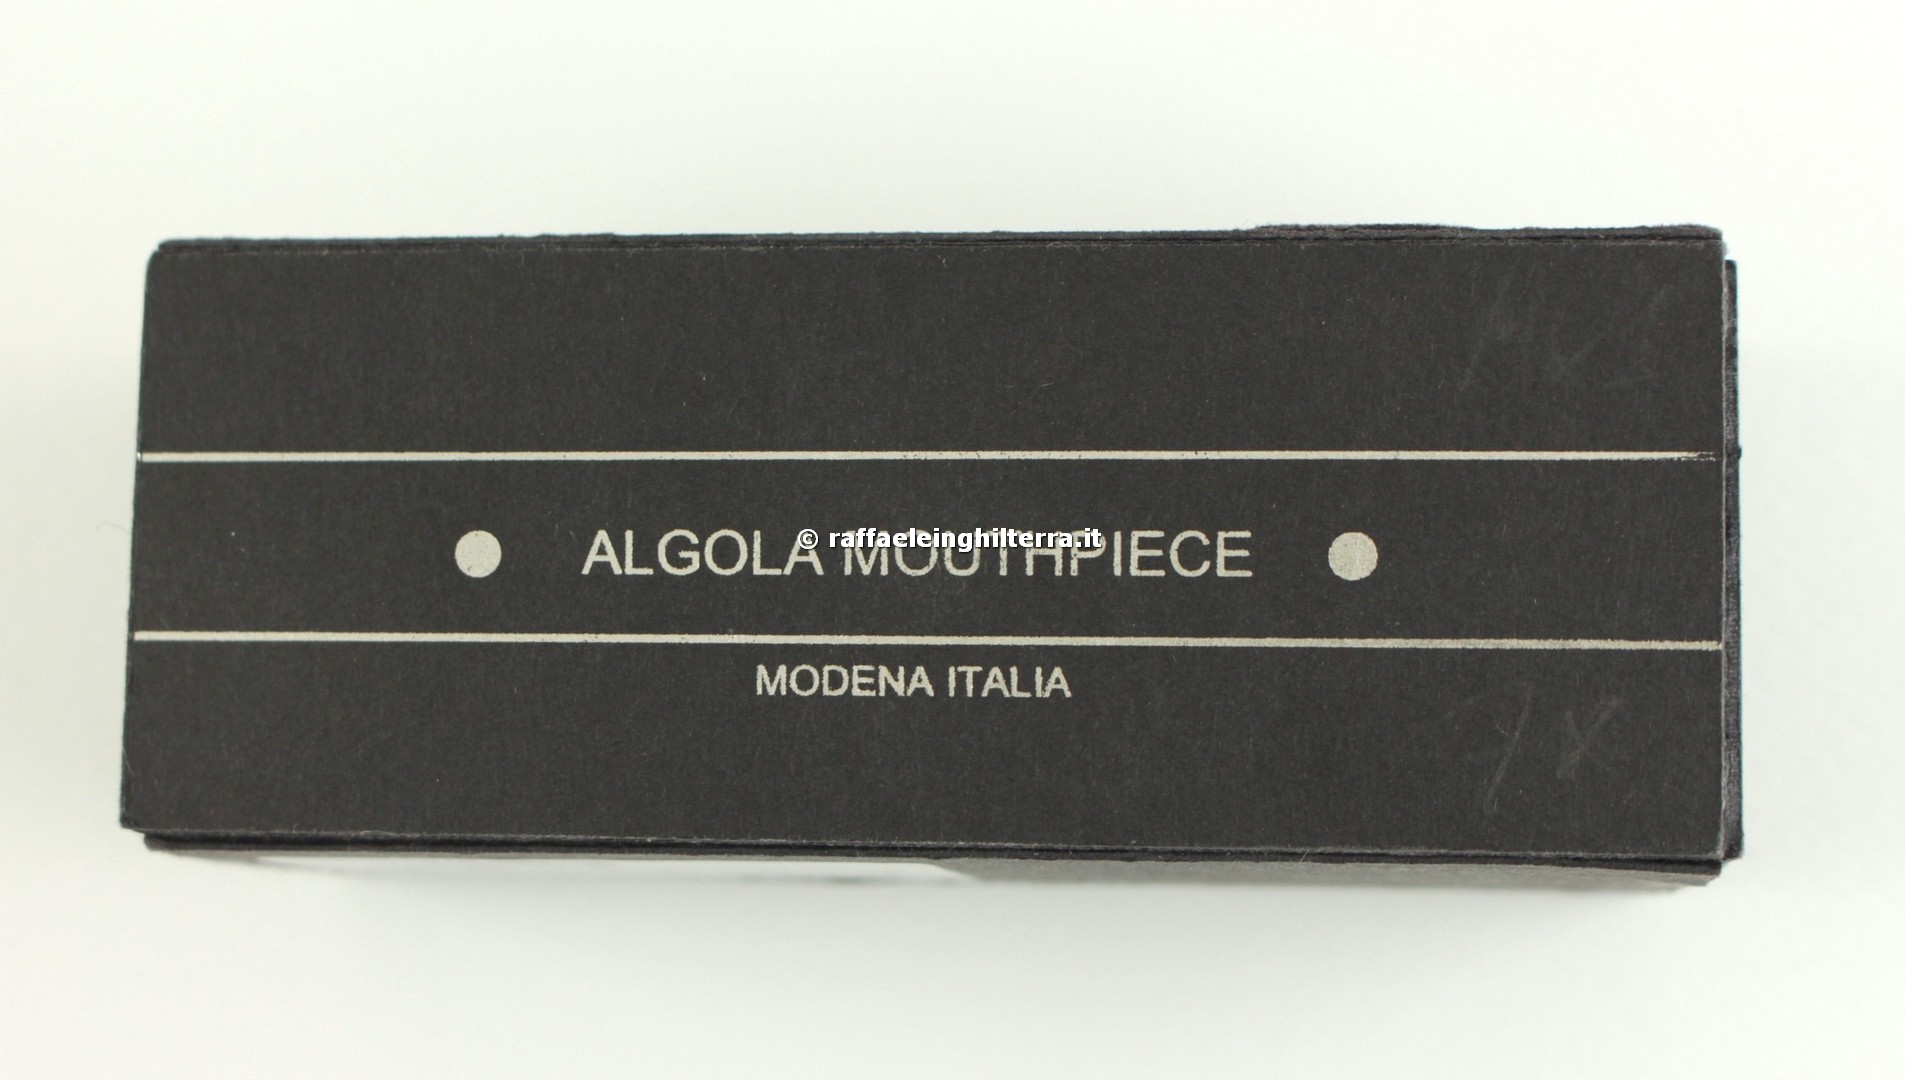 © raffaeleinghilterra.it
ALGOLA MOUTHPIECE
MODENA ITALIA